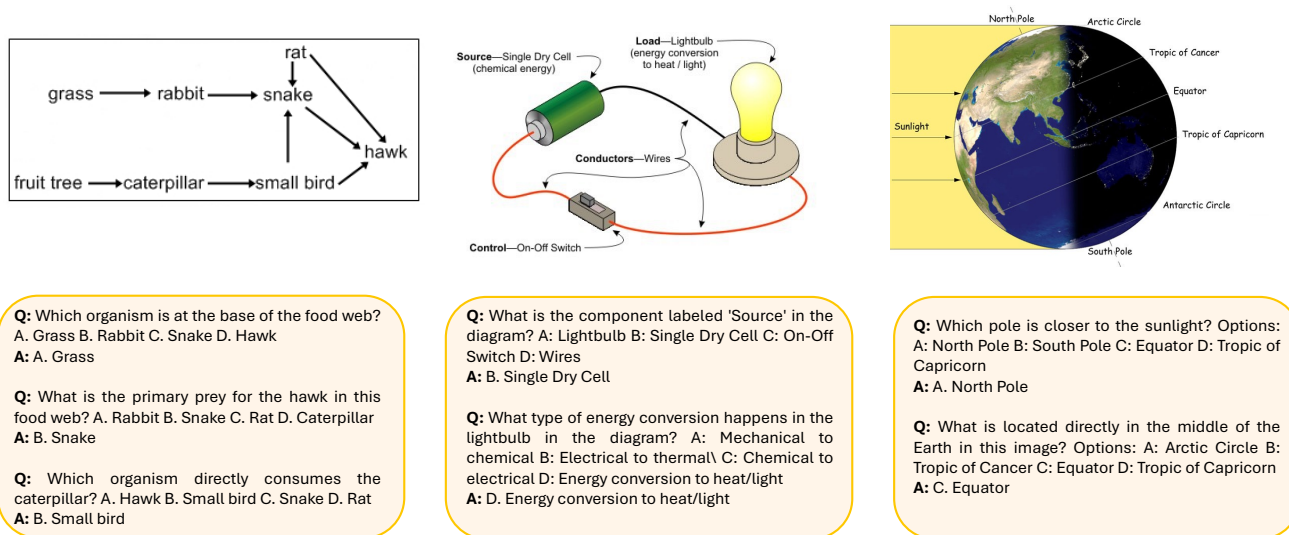 rat
grass
rabbit
snake
hawk
fruit tree
caterpillar
small bird
Source—Single Dry Cell
(chemical energy)
Load—Lightbulb
(energy conversion
to heat / light)
Conductors—Wires
Control—On-Off Switch
North Pole
Arctic Circle
Tropic of Cancer
Equator
Sunlight
Tropic of Capricorn
Antarctic Circle
South Pole
Q: Which organism is at the base of the food web?
A. Grass B. Rabbit C. Snake D. Hawk
A: A. Grass
Q: What is the primary prey for the hawk in this
food web? A. Rabbit B. Snake C. Rat D. Caterpillar
A: B. Snake
Q: Which organism directly consumes the
caterpillar? A. Hawk B. Small bird C. Snake D. Rat
A: B. Small bird
Q: What is the component labeled 'Source' in the
diagram? A: Lightbulb B: Single Dry Cell C: On-Off
Switch D: Wires
A: B. Single Dry Cell
Q: What type of energy conversion happens in the
lightbulb in the diagram? A: Mechanical to
chemical B: Electrical to thermal\ C: Chemical to
electrical D: Energy conversion to heat/light
A: D. Energy conversion to heat/light
Q: Which pole is closer to the sunlight? Options:
A: North Pole B: South Pole C: Equator D: Tropic of
Capricorn
A: A. North Pole
Q: What is located directly in the middle of the
Earth in this image? Options: A: Arctic Circle B:
Tropic of Cancer C: Equator D: Tropic of Capricorn
A: C. Equator